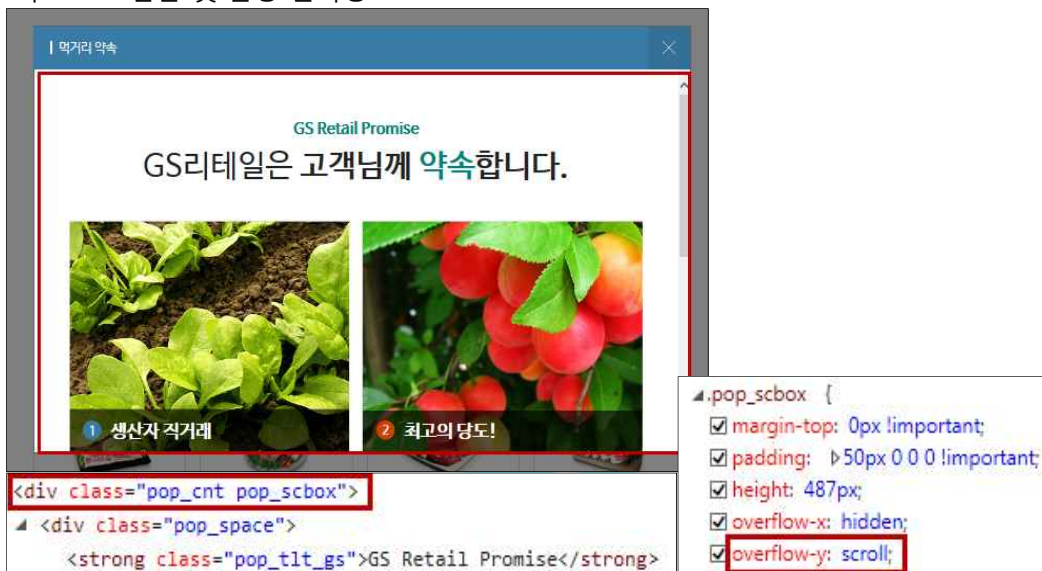 먹거리 약속
GS Retail Promise
GS리테일은 고객님께 약속합니다.
1 생산자 직거래
2 최고의 당도!
<div class="pop_cnt pop_scbox">
<div class="pop_space">
<strong class="pop_tlt_gs">GS Retail Promise</strong>
.pop_scbox {
margin-top: 0px !important;
padding: 50px 0 0 0 !important;
height: 487px;
overflow-x: hidden;
overflow-y: scroll;